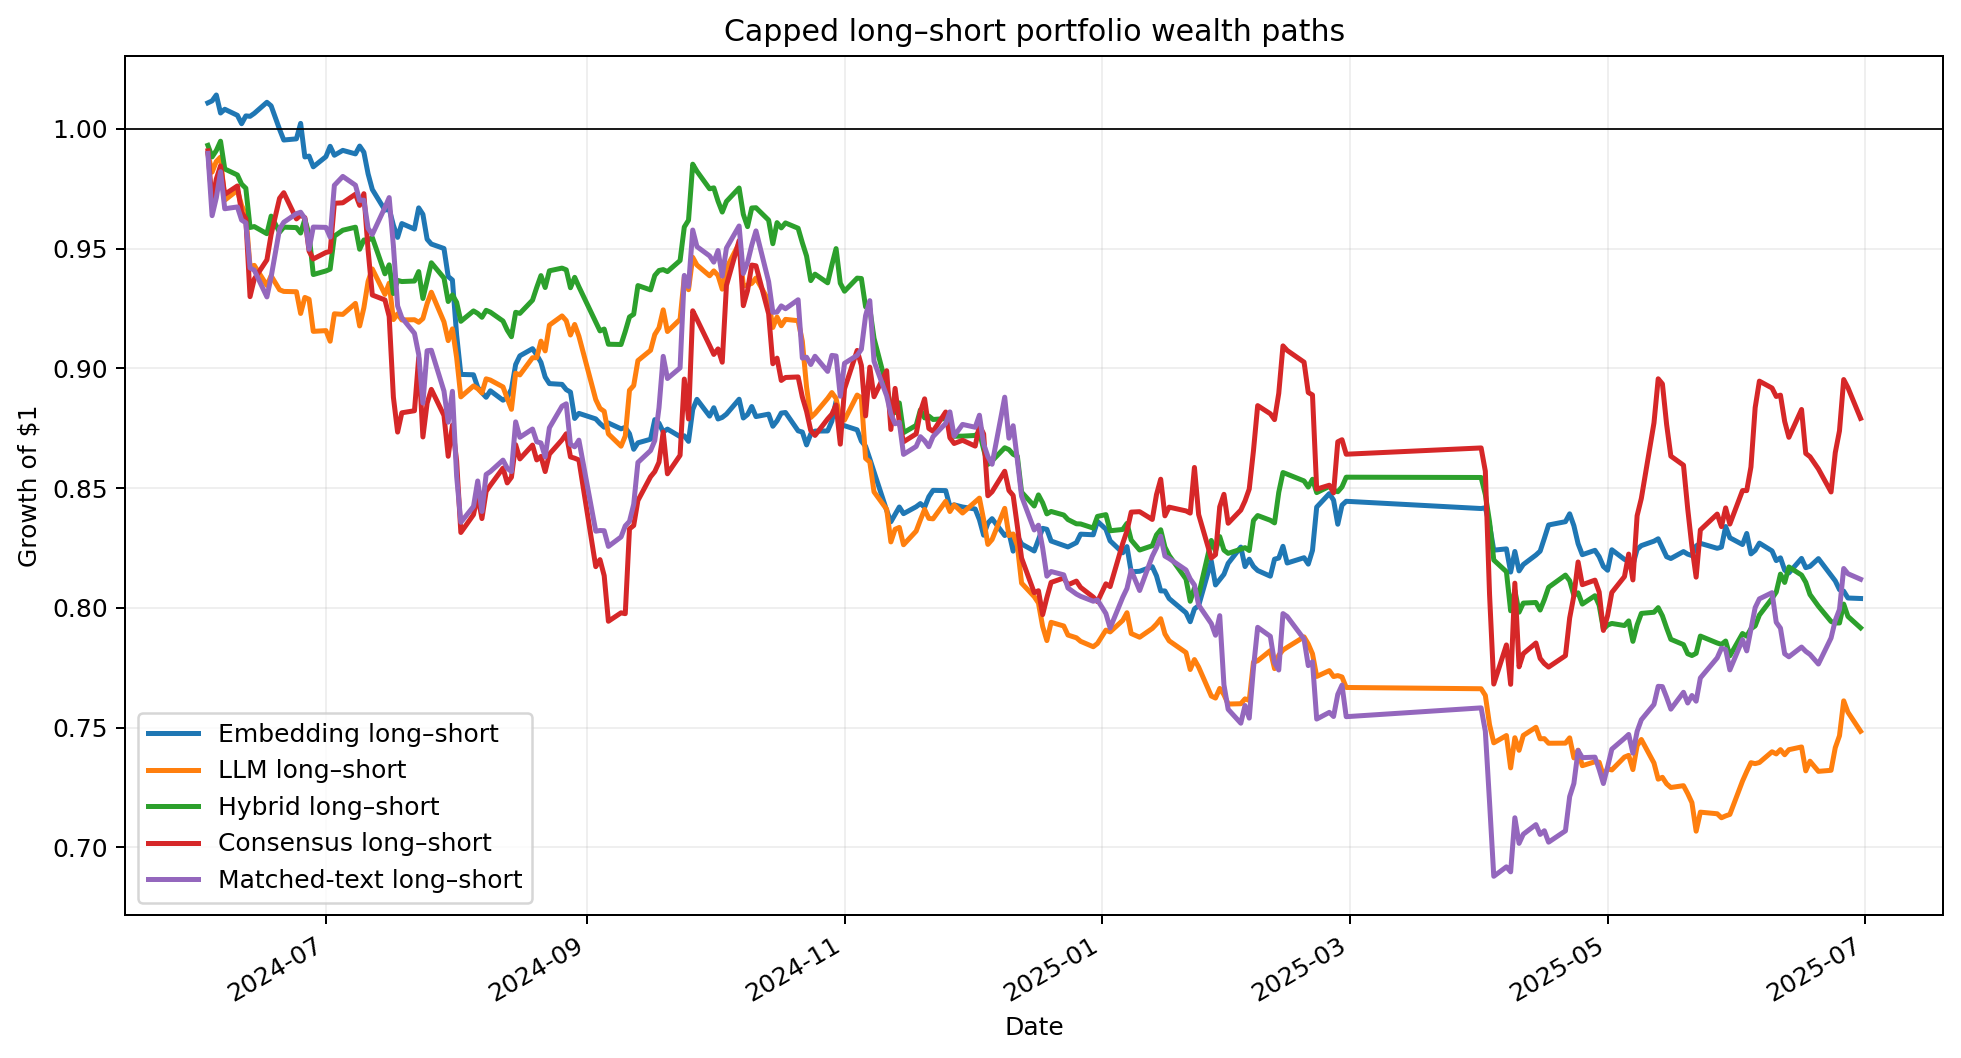 Capped long–short portfolio wealth paths
Growth of $1
1.00
0.95
0.90
0.85
0.80
0.75
0.70
Embedding long–short
LLM long–short
Hybrid long–short
Consensus long–short
Matched-text long–short
2024-07
2024-09
2024-11
2025-01
2025-03
2025-05
2025-07
Date